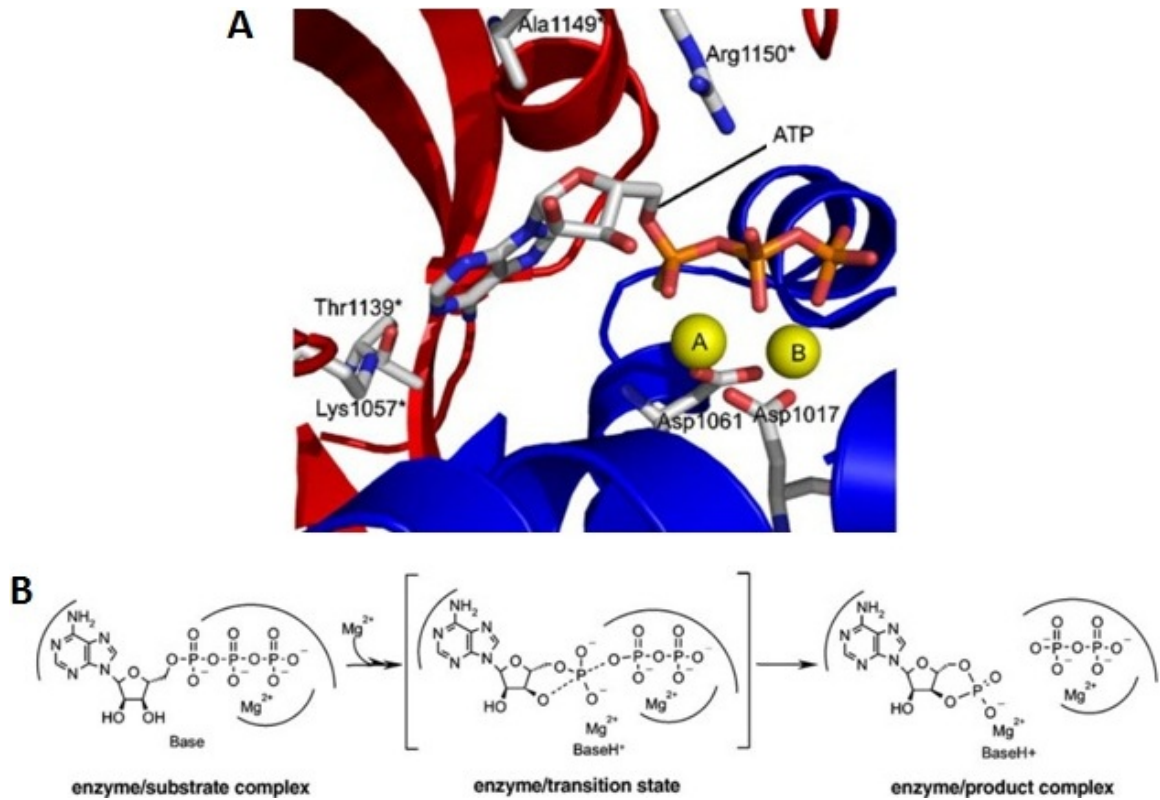 A
Ala1149*
Arg1150*
ATP
Thr1139*
Lys1057*
A
B
Asp1061
Asp1017
B
NH₂
N
N
N
N
O
O
P
O
P
O
P
O⁻
O
O
O
O⁻
O⁻
O⁻
HO
OH
Mg²⁺
Base
enzyme/substrate complex
Mg²⁺
NH₂
N
N
N
N
O
O
P
O⁻
O
O⁻
O
P
O
P
O⁻
O
O
O⁻
O⁻
HO
O
Mg²⁺
Mg²⁺
BaseH⁺
enzyme/transition state
NH₂
N
N
N
N
O
O
P
O
O
O⁻
HO
O⁻
P
O
P
O⁻
O
O
O⁻
O⁻
Mg²⁺
Mg²⁺
BaseH+
enzyme/product complex